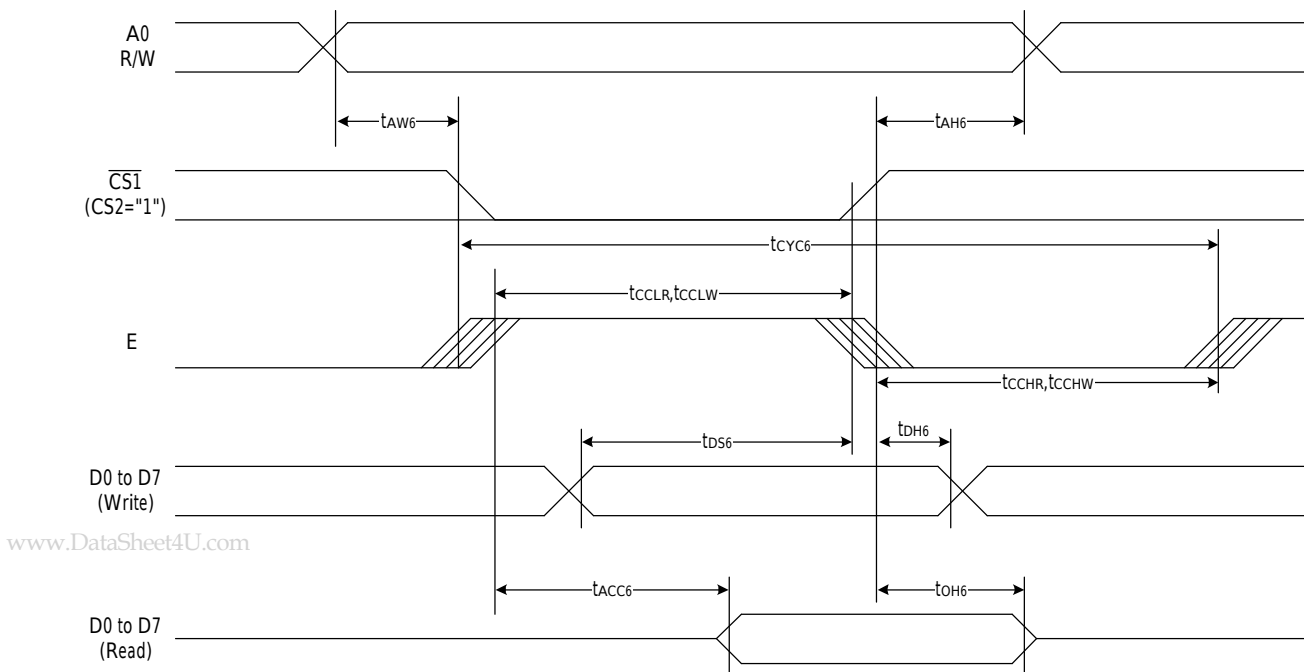 A0
R/W
tAW6
tAH6
CS1
(CS2="1")
tCYC6
tCCLR,tCCLW
E
tCCHR,tCCHW
tDS6
tDH6
D0 to D7
(Write)
www.DataSheet4U.com
tACC6
tOH6
D0 to D7
(Read)